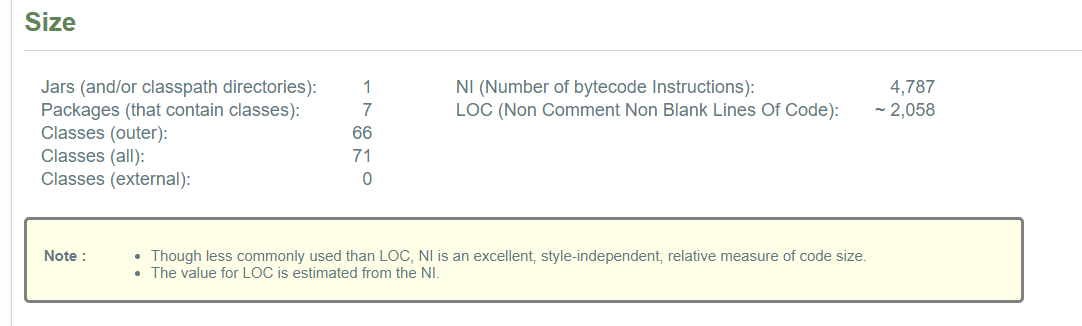 Size
Jars (and/or classpath directories): 1 NI (Number of bytecode Instructions): 4,787
Packages (that contain classes): 7 LOC (Non Comment Non Blank Lines Of Code): ~ 2,058
Classes (outer): 66
Classes (all): 71
Classes (external): 0
Note : • Though less commonly used than LOC, NI is an excellent, style-independent, relative measure of code size.
• The value for LOC is estimated from the NI.